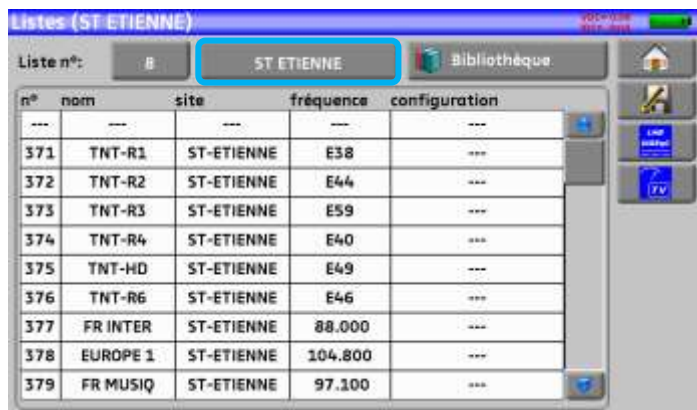 Listes (ST ETIENNE)
Liste n°: 8 ST ETIENNE Bibliothèque
n° nom site fréquence configuration
--- --- --- --- ---
371 TNT-R1 ST-ETIENNE E38 ---
372 TNT-R2 ST-ETIENNE E44 ---
373 TNT-R3 ST-ETIENNE E59 ---
374 TNT-R4 ST-ETIENNE E40 ---
375 TNT-HD ST-ETIENNE E49 ---
376 TNT-R6 ST-ETIENNE E46 ---
377 FR INTER ST-ETIENNE 88.000 ---
378 EUROPE 1 ST-ETIENNE 104.800 ---
379 FR MUSIQ ST-ETIENNE 97.100 ---
TV